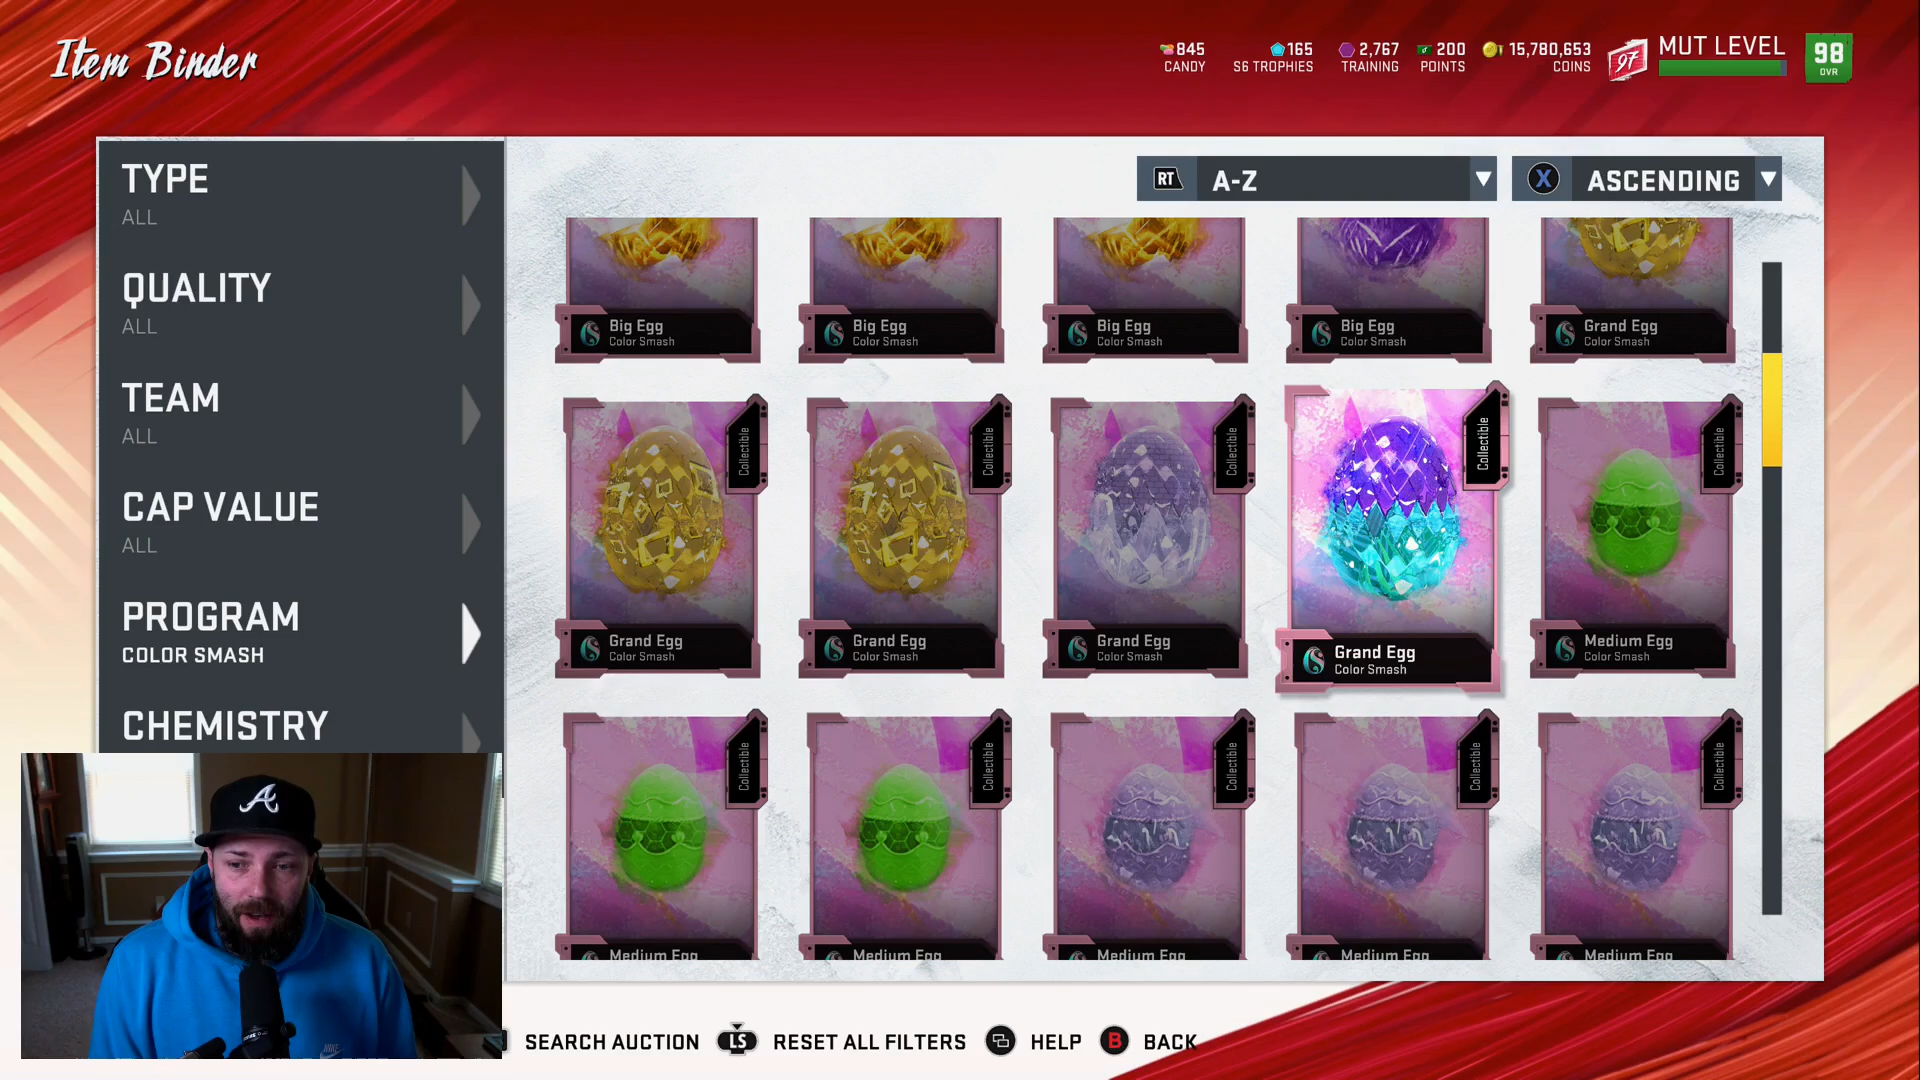 Item Binder
845
CANDY
165
S6 TROPHIES
2,767
TRAINING
200
POINTS
15,780,653
COINS
97
MUT LEVEL
98
OVR
TYPE
ALL
QUALITY
ALL
TEAM
ALL
CAP VALUE
ALL
PROGRAM
COLOR SMASH
CHEMISTRY
RT
A-Z
X
ASCENDING
Big Egg
Color Smash
Big Egg
Color Smash
Big Egg
Color Smash
Big Egg
Color Smash
Grand Egg
Color Smash
Collectible
Grand Egg
Color Smash
Collectible
Grand Egg
Color Smash
Collectible
Grand Egg
Color Smash
Collectible
Grand Egg
Color Smash
Collectible
Medium Egg
Color Smash
Collectible
Medium Egg
Collectible
Medium Egg
Collectible
Medium Egg
Collectible
Medium Egg
Collectible
Medium Egg
A
NIKE
SEARCH AUCTION
LS
RESET ALL FILTERS
HELP
B
BACK